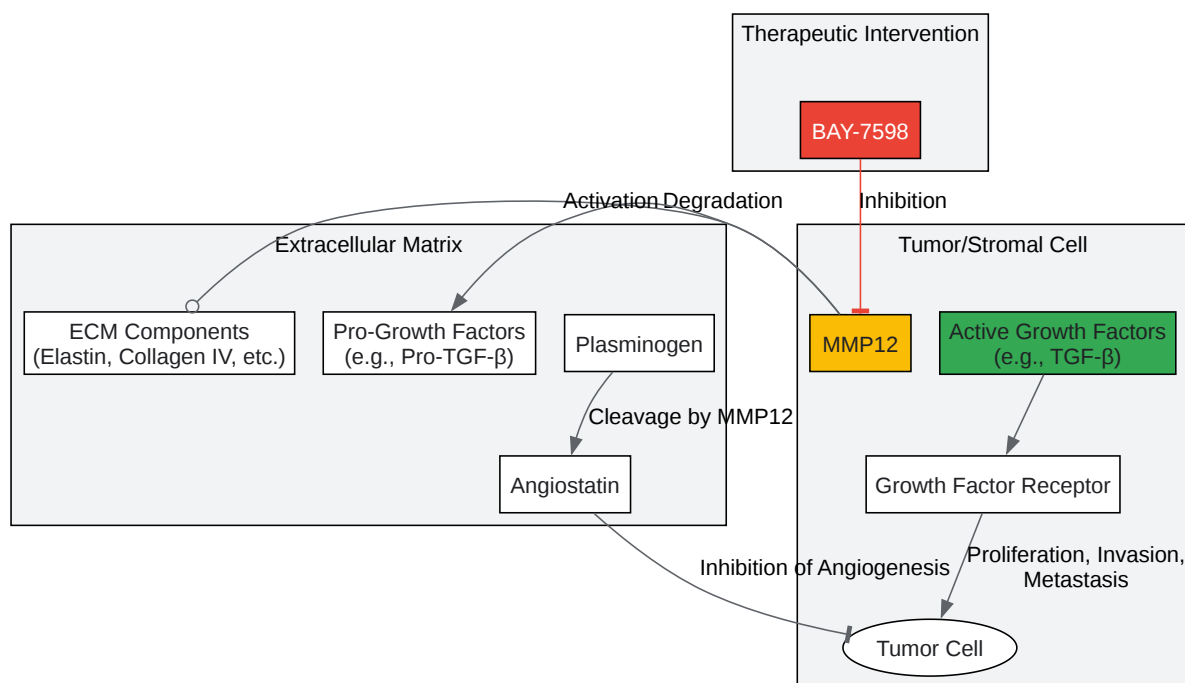 Therapeutic Intervention
BAY-7598
Activation
Degradation
Inhibition
Extracellular Matrix
Tumor/Stromal Cell
ECM Components
(Elastin, Collagen IV, etc.)
Pro-Growth Factors
(e.g., Pro-TGF-β)
Plasminogen
MMP12
Active Growth Factors
(e.g., TGF-β)
Cleavage by MMP12
Angiostatin
Growth Factor Receptor
Inhibition of Angiogenesis
Proliferation, Invasion,
Metastasis
Tumor Cell